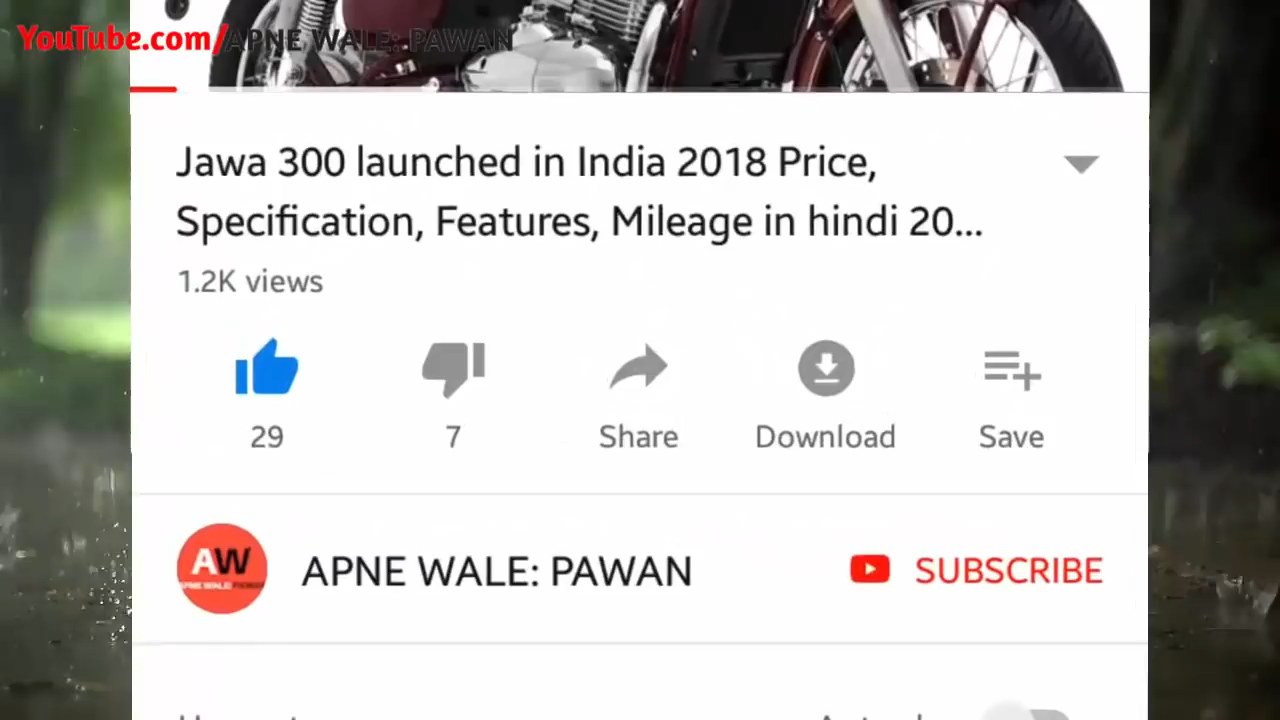 YouTube.com/APNE WALE: PAWAN
Jawa 300 launched in India 2018 Price,
Specification, Features, Mileage in hindi 20...
1.2K views
29
7
Share
Download
Save
AW
APNE WALE: PAWAN
SUBSCRIBE